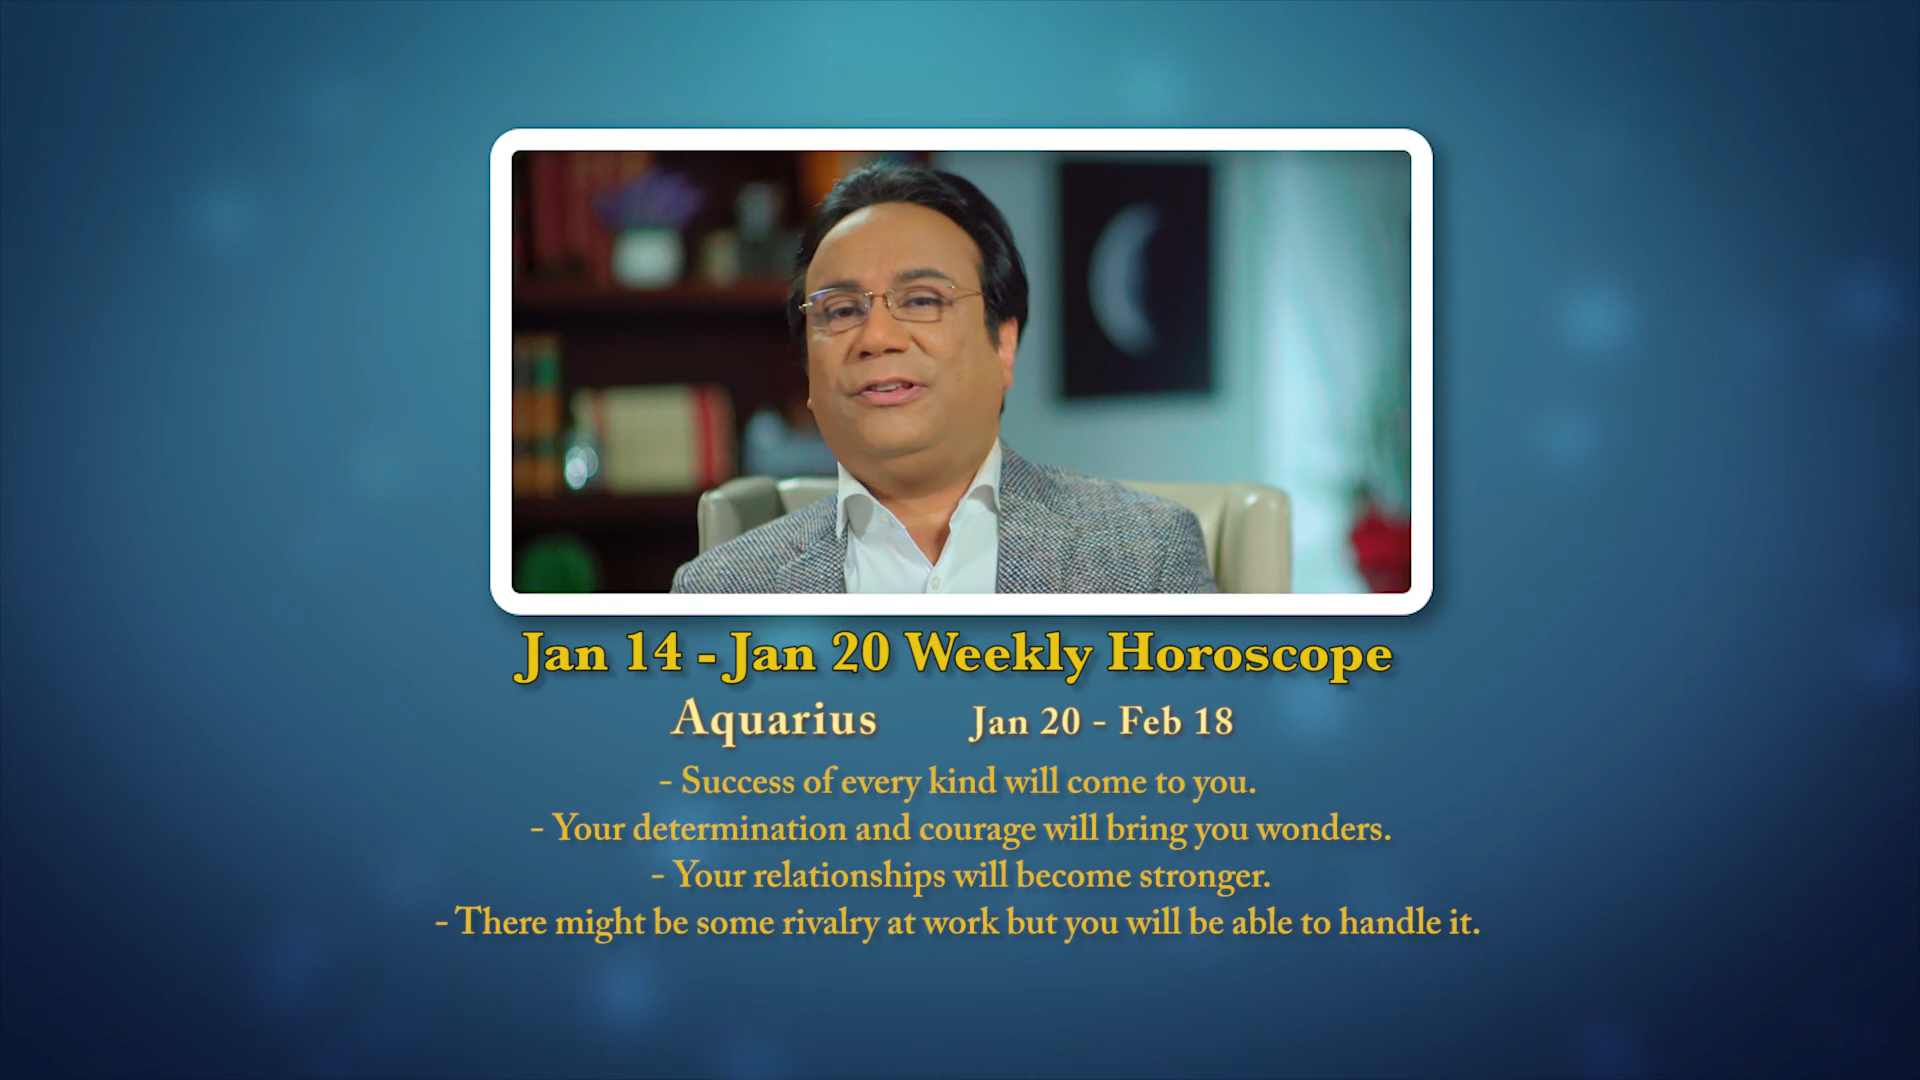 Jan 14 - Jan 20 Weekly Horoscope
Aquarius Jan 20 - Feb 18
- Success of every kind will come to you.
- Your determination and courage will bring you wonders.
- Your relationships will become stronger.
- There might be some rivalry at work but you will be able to handle it.